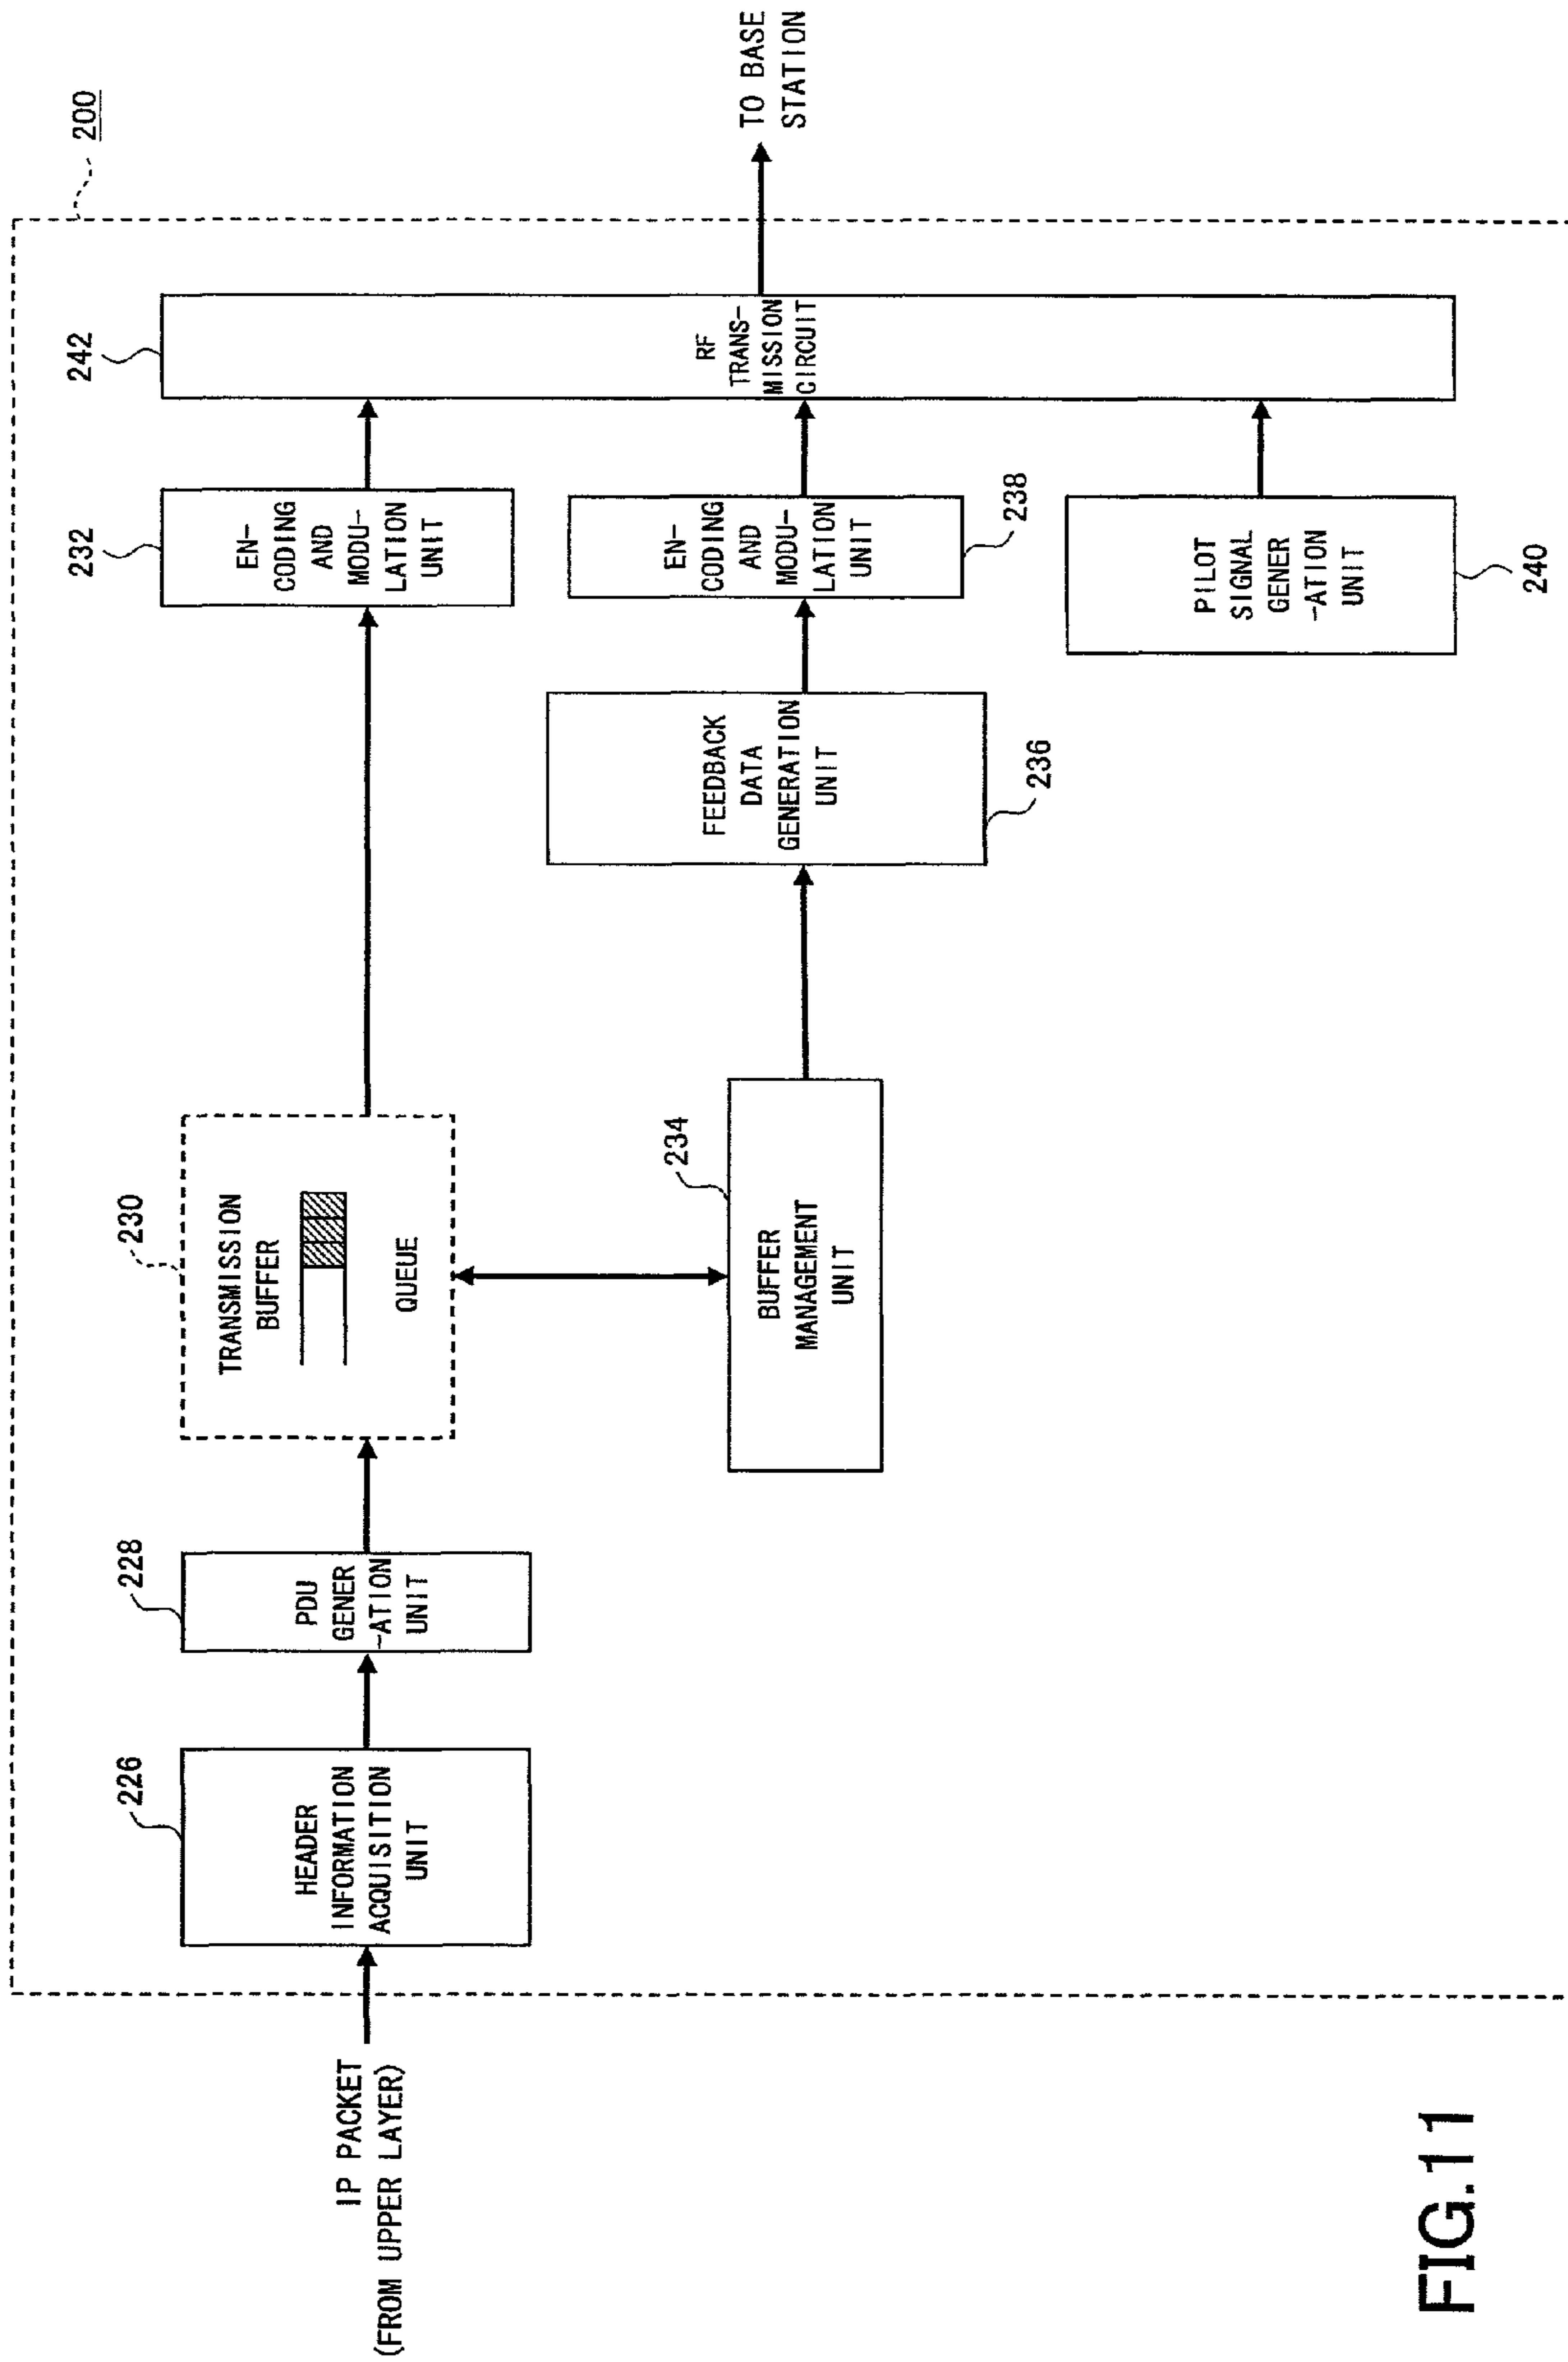 200
IP PACKET
(FROM UPPER LAYER)
226
HEADER
INFORMATION
ACQUISITION
UNIT
228
PDU
GENER
-ATION
UNIT
230
TRANSMISSION
BUFFER
QUEUE
232
EN-
CODING
AND
MODU-
LATION
UNIT
242
RF
TRANS-
MISSION
CIRCUIT
TO BASE
STATION
234
BUFFER
MANAGEMENT
UNIT
FEEDBACK
DATA
GENERATION
UNIT
236
EN-
CODING
AND
MODU-
LATION
UNIT
238
PILOT
SIGNAL
GENER
-ATION
UNIT
240
FIG.11